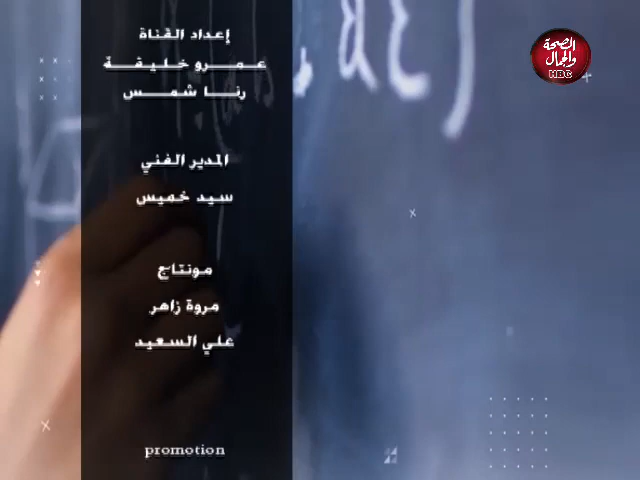 إعداد القناة
عمرو خليفة
رنا شمس
المدير الفني
سيد خميس
مونتاج
مروة زاهر
علي السعيد
promotion
الصحة
والجمال
HBC